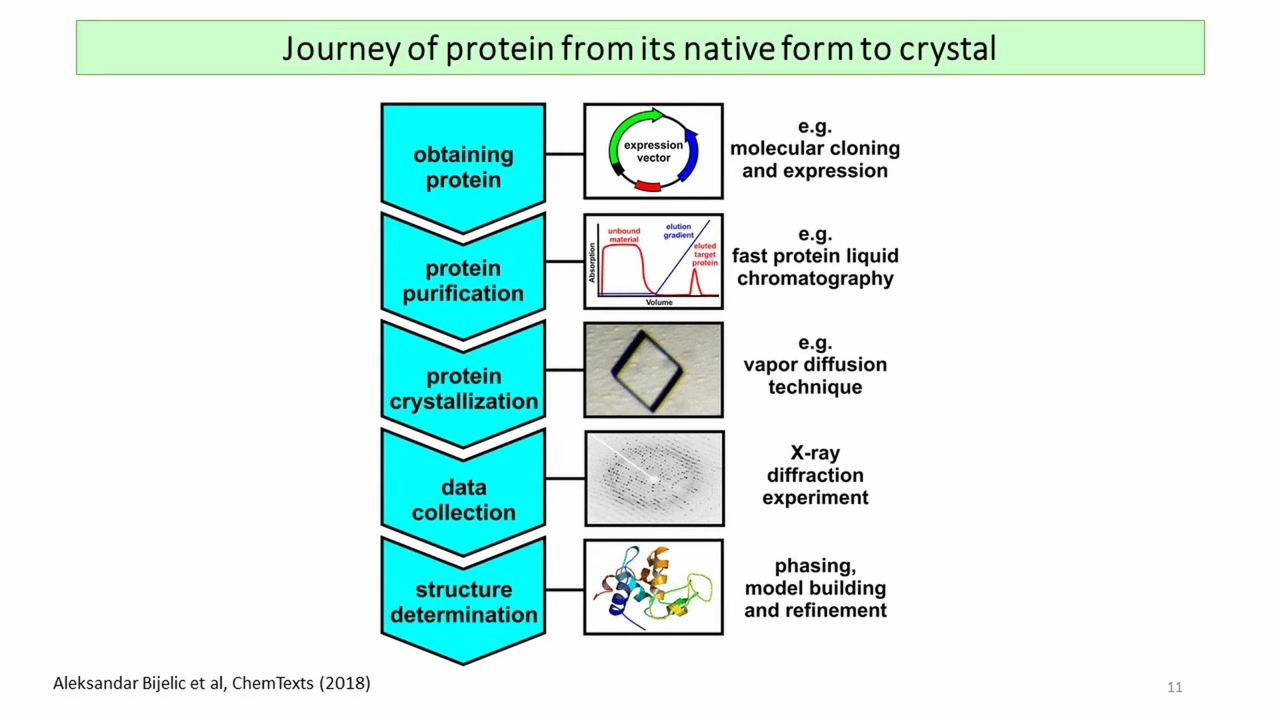 Journey of protein from its native form to crystal
obtaining
protein
expression
vector
e.g.
molecular cloning
and expression
protein
purification
Absorption
unbound
material
elution
gradient
eluted
target
protein
Volume
e.g.
fast protein liquid
chromatography
protein
crystallization
e.g.
vapor diffusion
technique
data
collection
X-ray
diffraction
experiment
structure
determination
phasing,
model building
and refinement
Aleksandar Bijelic et al, ChemTexts (2018)
11